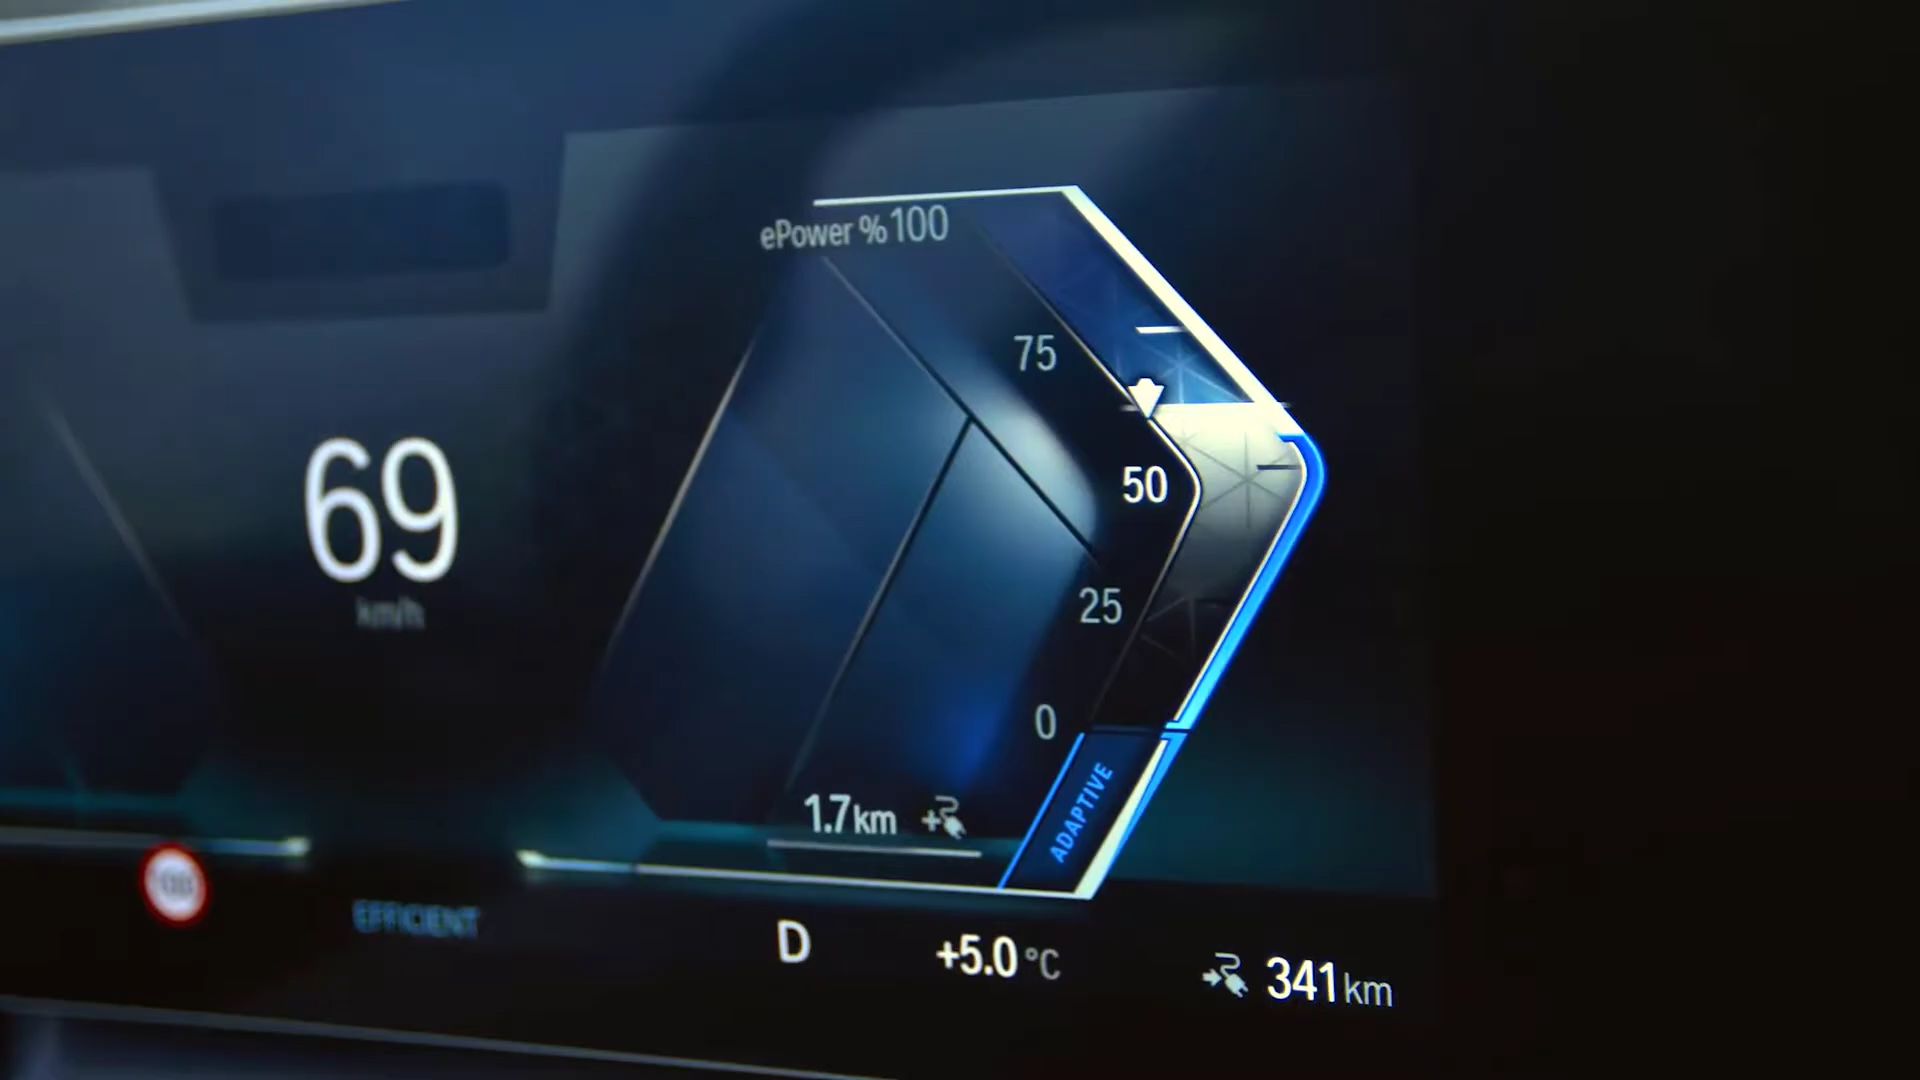 ePower % 100
75
69
50
km/h
25
0
ADAPTIVE
1.7 km +
EFFICIENT
D
+5.0 °C
341 km